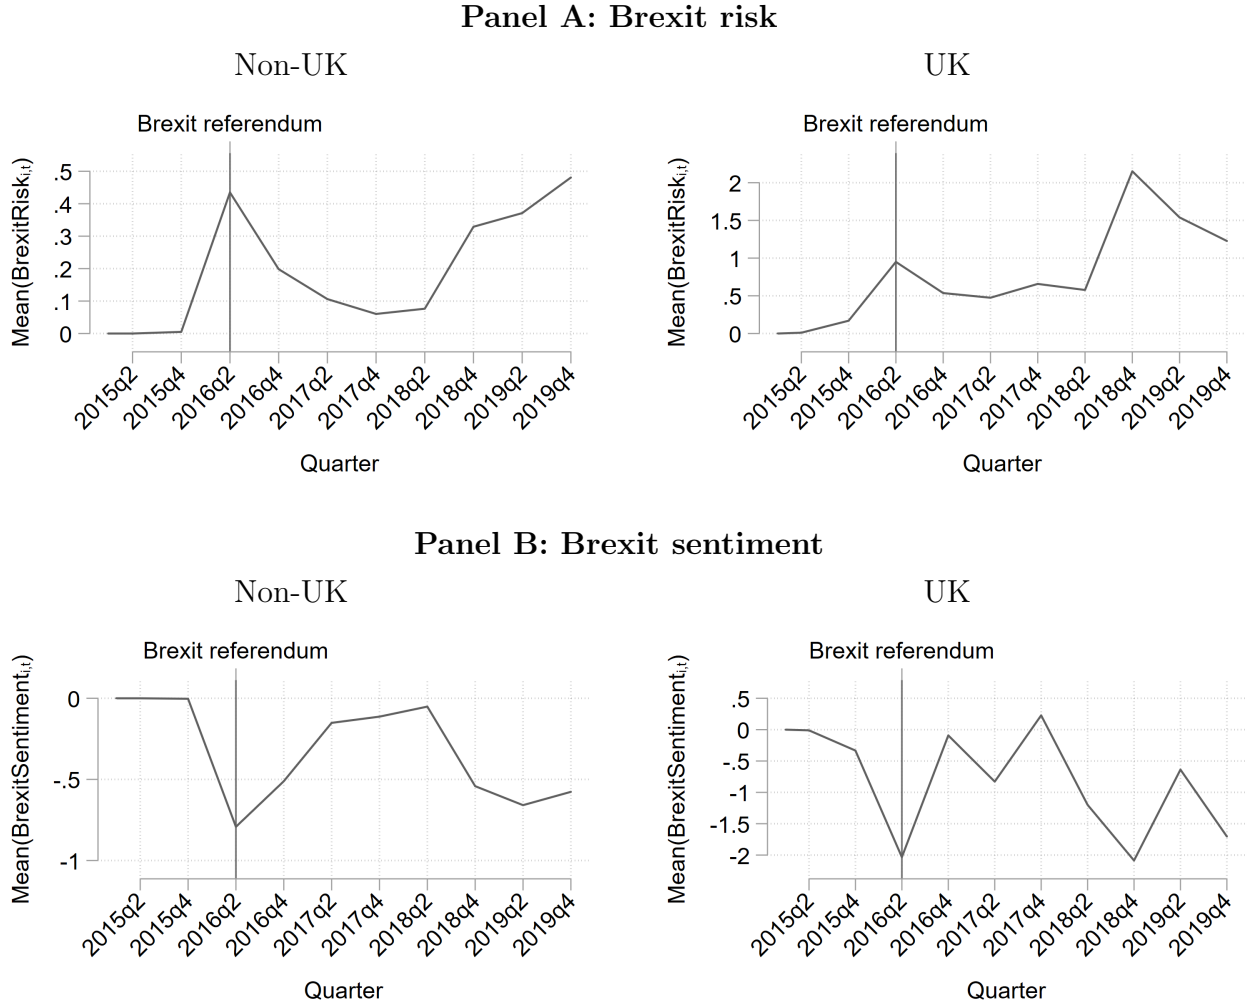 Panel A: Brexit risk
Non-UK
Brexit referendum
Mean(BrexitRisk_{i,t})
.5
.4
.3
.2
.1
0
2015q2 2015q4 2016q2 2016q4 2017q2 2017q4 2018q2 2018q4 2019q2 2019q4
Quarter
UK
Brexit referendum
Mean(BrexitRisk_{i,t})
2
1.5
1
.5
0
2015q2 2015q4 2016q2 2016q4 2017q2 2017q4 2018q2 2018q4 2019q2 2019q4
Quarter
Panel B: Brexit sentiment
Non-UK
Brexit referendum
Mean(BrexitSentiment_{i,t})
0
-.5
-1
2015q2 2015q4 2016q2 2016q4 2017q2 2017q4 2018q2 2018q4 2019q2 2019q4
Quarter
UK
Brexit referendum
Mean(BrexitSentiment_{i,t})
.5
0
-.5
-1
-1.5
-2
2015q2 2015q4 2016q2 2016q4 2017q2 2017q4 2018q2 2018q4 2019q2 2019q4
Quarter